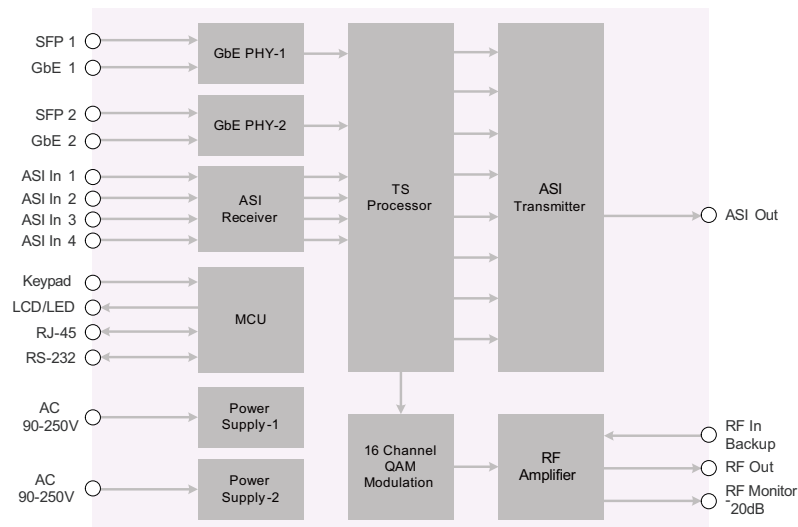 SFP 1
GbE 1
SFP 2
GbE 2
ASI In 1
ASI In 2
ASI In 3
ASI In 4
Keypad
LCD/LED
RJ-45
RS-232
AC
90-250V
AC
90-250V
GbE PHY-1
GbE PHY-2
ASI
Receiver
MCU
Power
Supply-1
Power
Supply-2
TS
Processor
16 Channel
QAM
Modulation
ASI
Transmitter
RF
Amplifier
ASI Out
RF In
Backup
RF Out
RF Monitor
-20dB